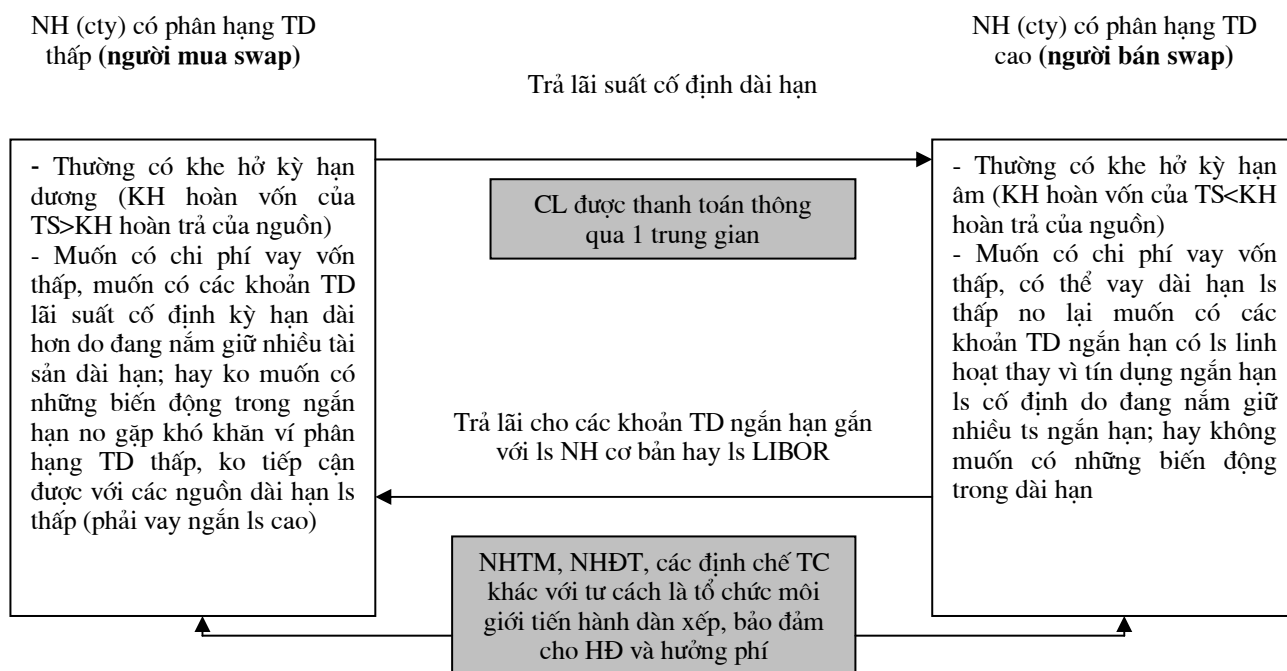 NH (cty) có phân hạng TD
thấp (người mua swap)
NH (cty) có phân hạng TD
cao (người bán swap)
Trả lãi suất cố định dài hạn
- Thường có khe hở kỳ hạn
dương (KH hoàn vốn của
TS>KH hoàn trả của nguồn)
- Muốn có chi phí vay vốn
thấp, muốn có các khoản TD
lãi suất cố định kỳ hạn dài
hơn do đang nắm giữ nhiều tài
sản dài hạn; hay ko muốn có
những biến động trong ngắn
hạn no gặp khó khăn ví phân
hạng TD thấp, ko tiếp cận
được với các nguồn dài hạn ls
thấp (phải vay ngắn ls cao)
CL được thanh toán thông
qua 1 trung gian
Trả lãi cho các khoản TD ngắn hạn gắn
với ls NH cơ bản hay ls LIBOR
- Thường có khe hở kỳ hạn
âm (KH hoàn vốn của TS<KH
hoàn trả của nguồn)
- Muốn có chi phí vay vốn
thấp, có thể vay dài hạn ls
thấp no lại muốn có các
khoản TD ngắn hạn có ls linh
hoạt thay vì tín dụng ngắn hạn
ls cố định do đang nắm giữ
nhiều ts ngắn hạn; hay không
muốn có những biến động
trong dài hạn
NHTM, NHĐT, các định chế TC
khác với tư cách là tổ chức môi
giới tiến hành dàn xếp, bảo đảm
cho HĐ và hưởng phí